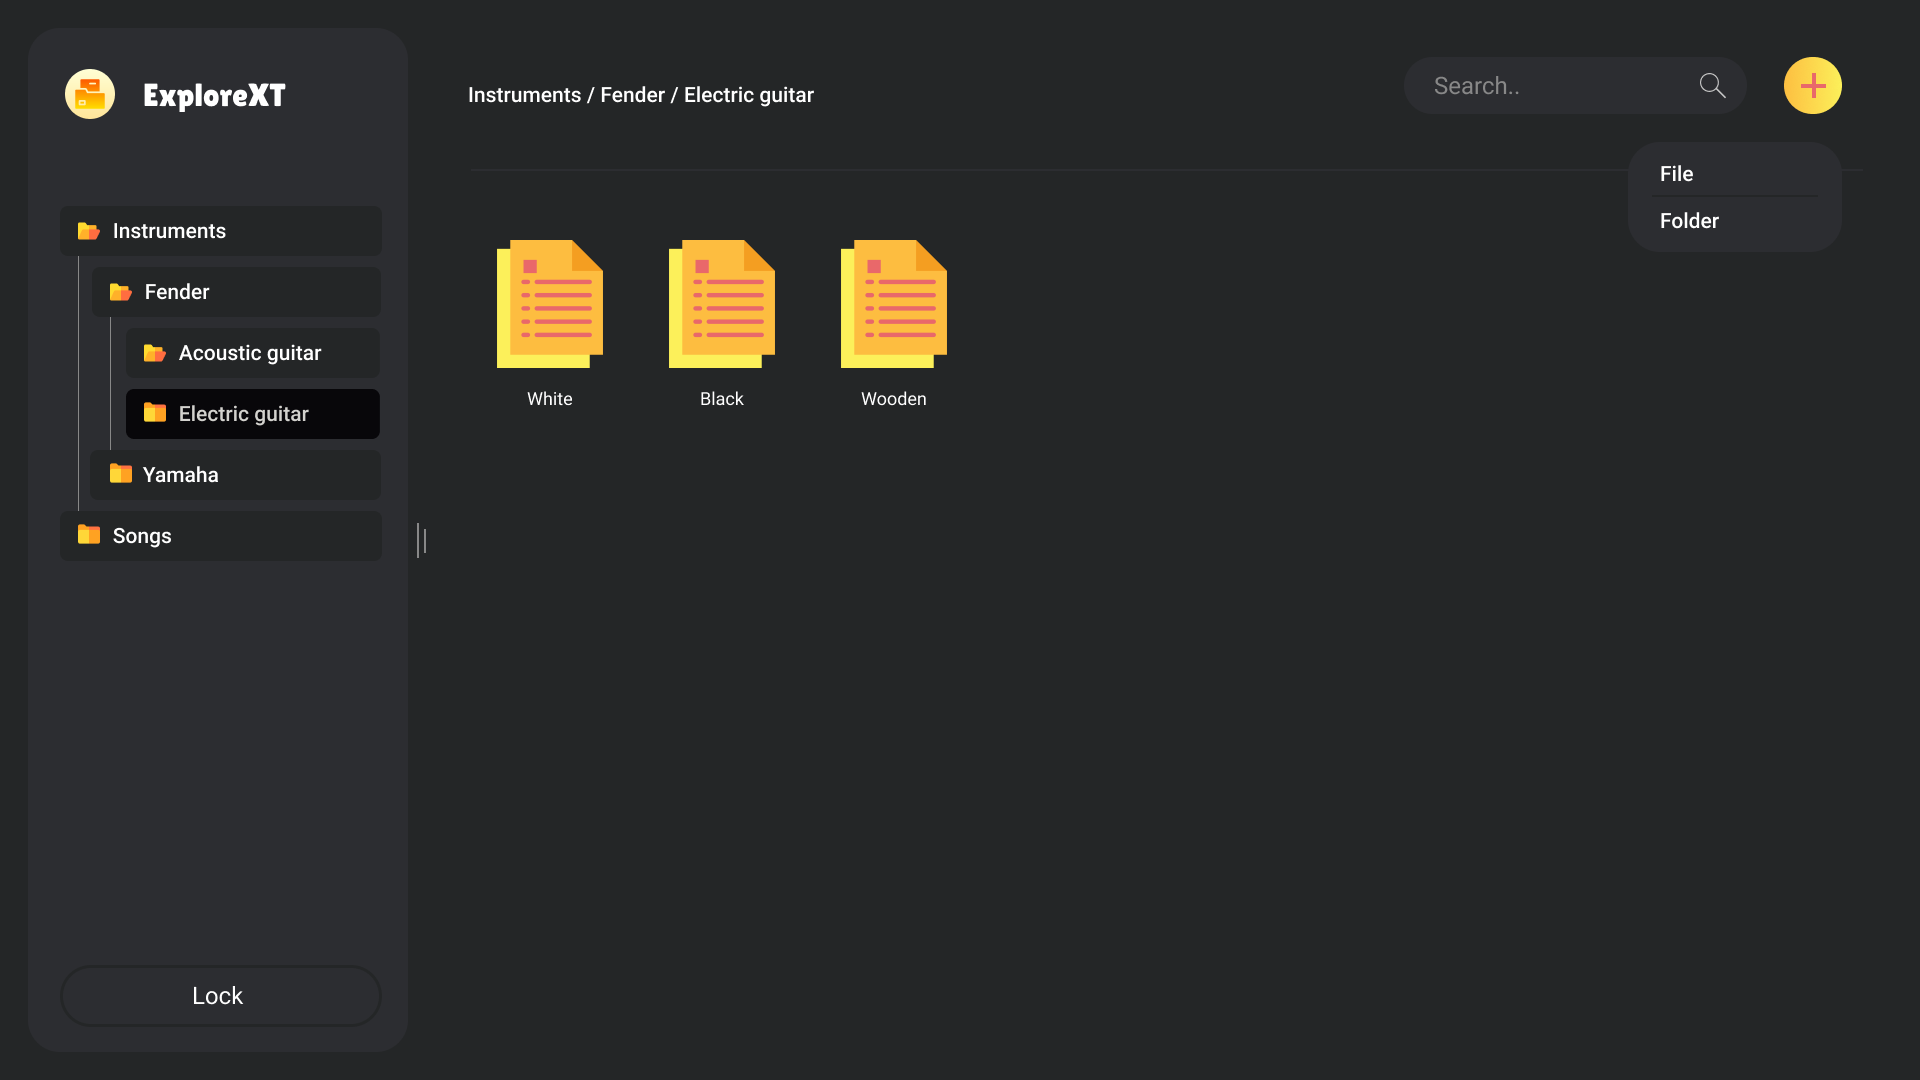 ExploreXT
Instruments / Fender / Electric guitar
Search..
File
Folder
Instruments
Fender
Acoustic guitar
Electric guitar
Yamaha
Songs
White
Black
Wooden
Lock